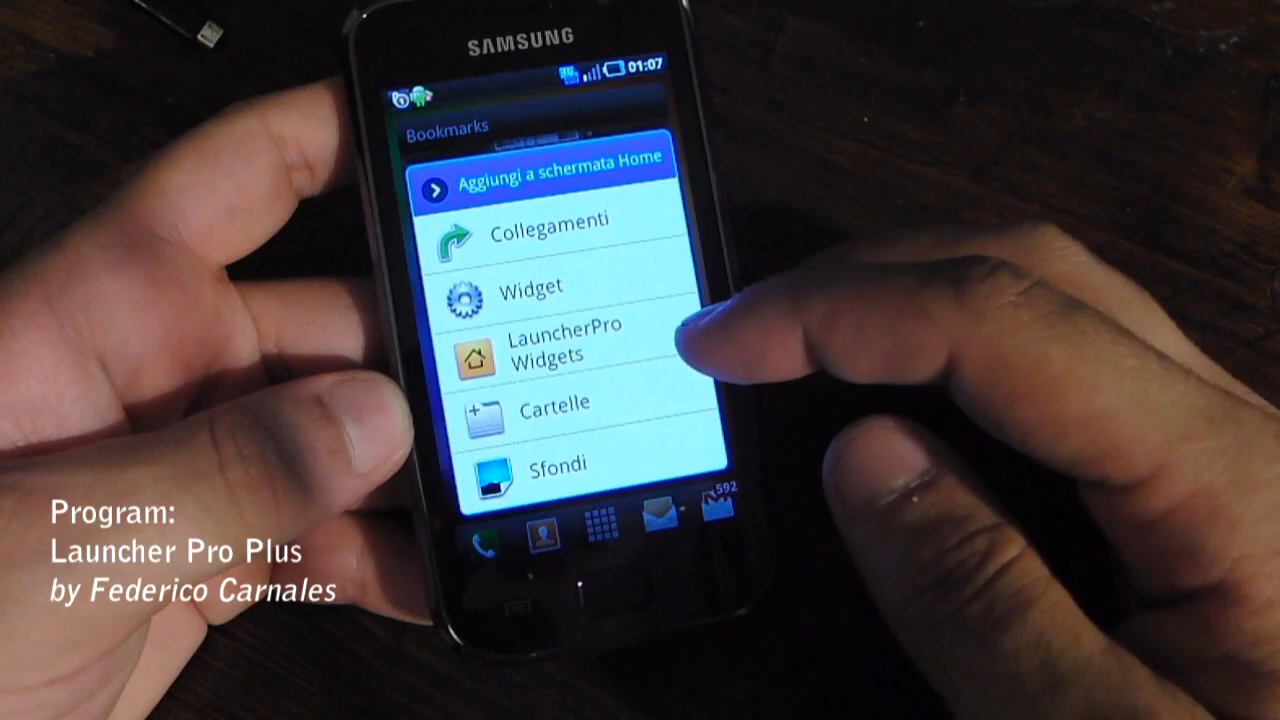 SAMSUNG
01:07
Bookmarks
Aggiungi a schermata Home
Collegamenti
Widget
LauncherPro
Widgets
Cartelle
Sfondi
592
Program:
Launcher Pro Plus
by Federico Carnales